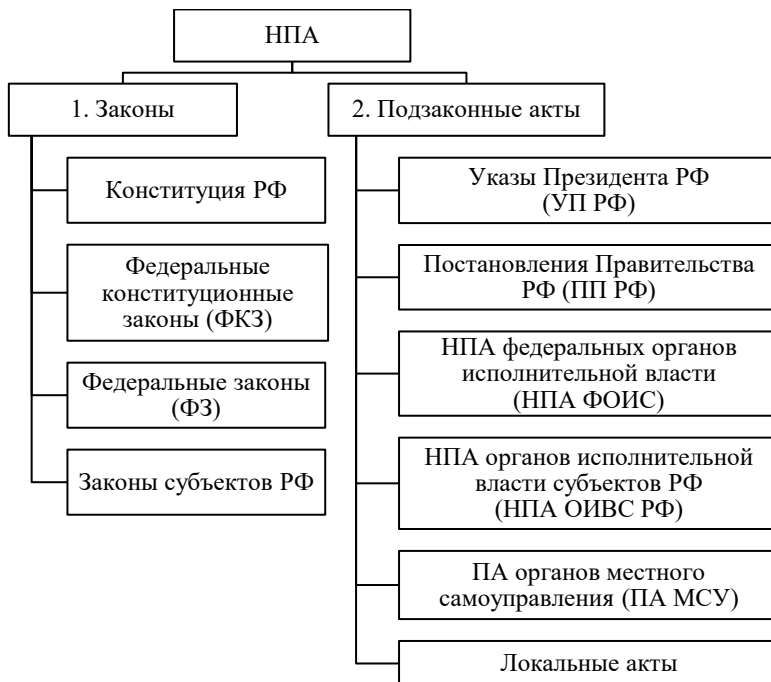 НПА
1. Законы
Конституция РФ
Федеральные
конституционные
законы (ФКЗ)
Федеральные законы
(ФЗ)
Законы субъектов РФ
2. Подзаконные акты
Указы Президента РФ
(УП РФ)
Постановления Правительства
РФ (ПП РФ)
НПА федеральных органов
исполнительной власти
(НПА ФОИС)
НПА органов исполнительной
власти субъектов РФ
(НПА ОИВС РФ)
ПА органов местного
самоуправления (ПА МСУ)
Локальные акты